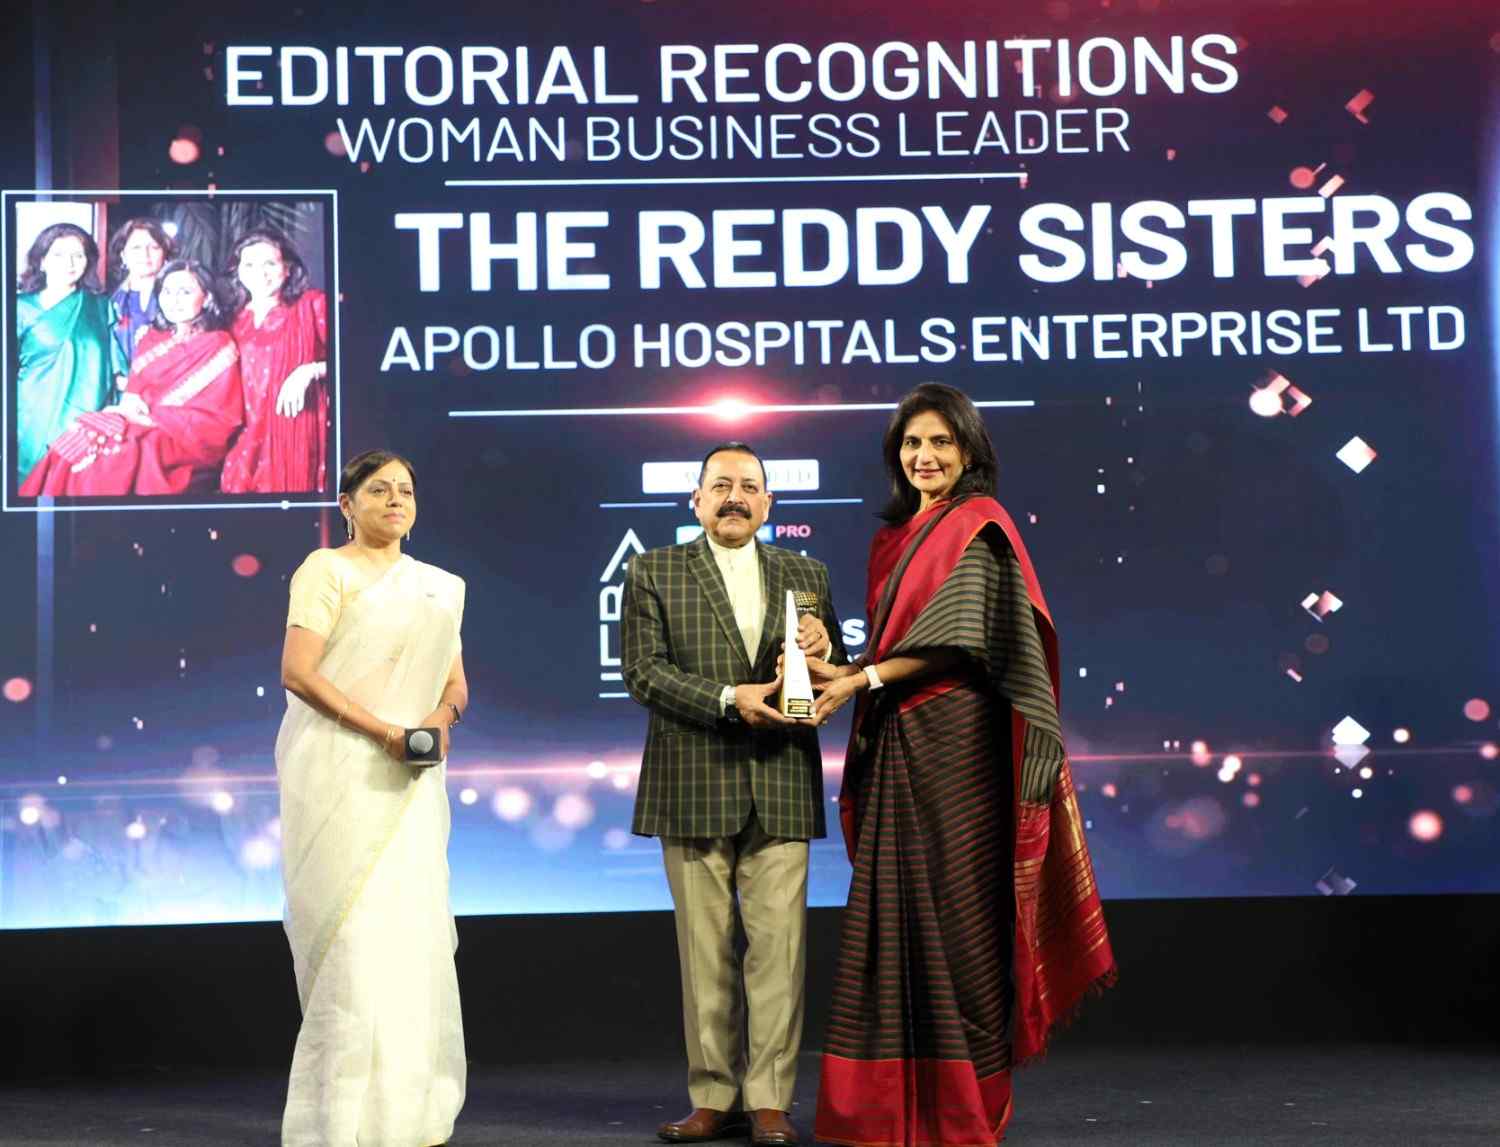 EDITORIAL RECOGNITIONS
WOMAN BUSINESS LEADER
THE REDDY SISTERS
APOLLO HOSPITALS ENTERPRISE LTD
PRO